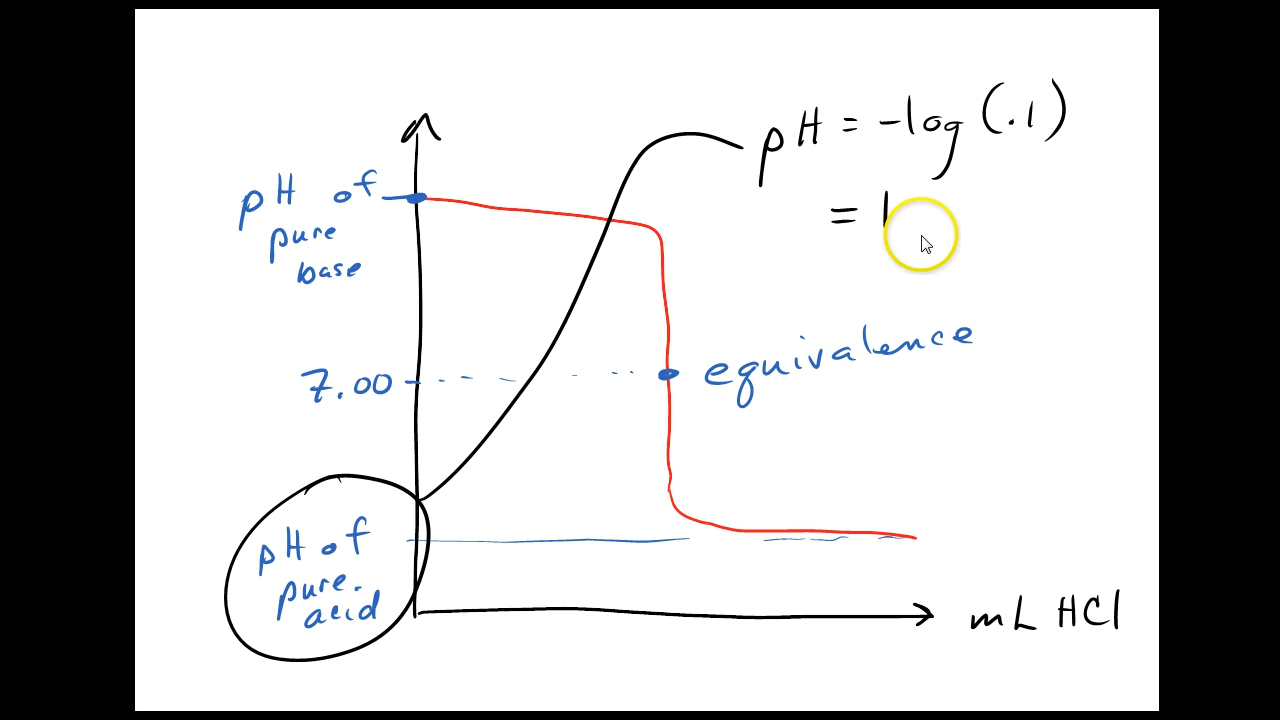 pH = -log (.1)
= 1
pH of
pure
base
7.00
equivalence
pH of
pure
acid
mL HCl